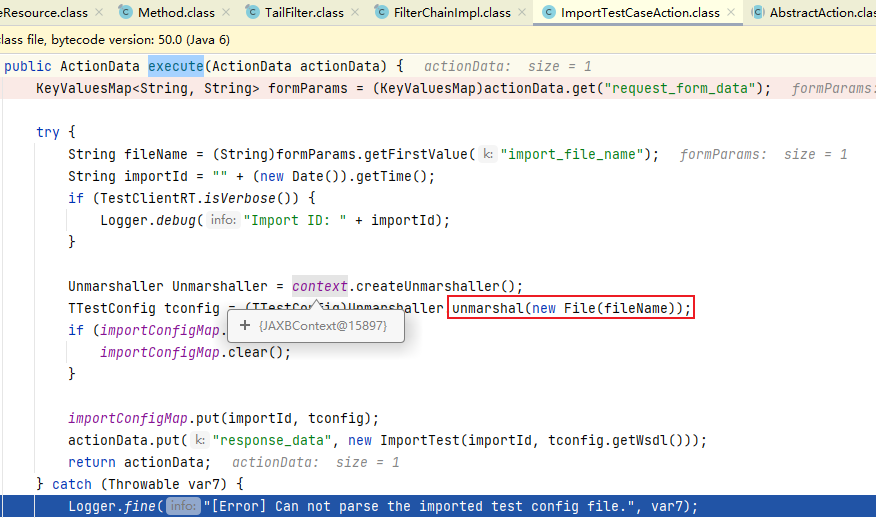 eResource.class Method.class TailFilter.class FilterChainImpl.class ImportTestCaseAction.class AbstractAction.clas
class file, bytecode version: 50.0 (Java 6)
public ActionData execute(ActionData actionData) { actionData: size = 1
KeyValuesMap<String, String> formParams = (KeyValuesMap)actionData.get("request_form_data"); formParams:
try {
String fileName = (String)formParams.getFirstValue( k: "import_file_name"); formParams: size = 1
String importId = "" + (new Date()).getTime();
if (TestClientRT.isVerbose()) {
Logger.debug( info: "Import ID: " + importId);
}
Unmarshaller Unmarshaller = context.createUnmarshaller();
TTestConfig tconfig = (TTestConfig)Unmarshaller unmarshal(new File(fileName));
if (importConfigMap.
+ {JAXBContext@15897}
importConfigMap.clear();
}
importConfigMap.put(importId, tconfig);
actionData.put( k: "response_data", new ImportTest(importId, tconfig.getWsdl()));
return actionData; actionData: size = 1
} catch (Throwable var7) {
Logger.fine( info: "[Error] Can not parse the imported test config file.", var7);